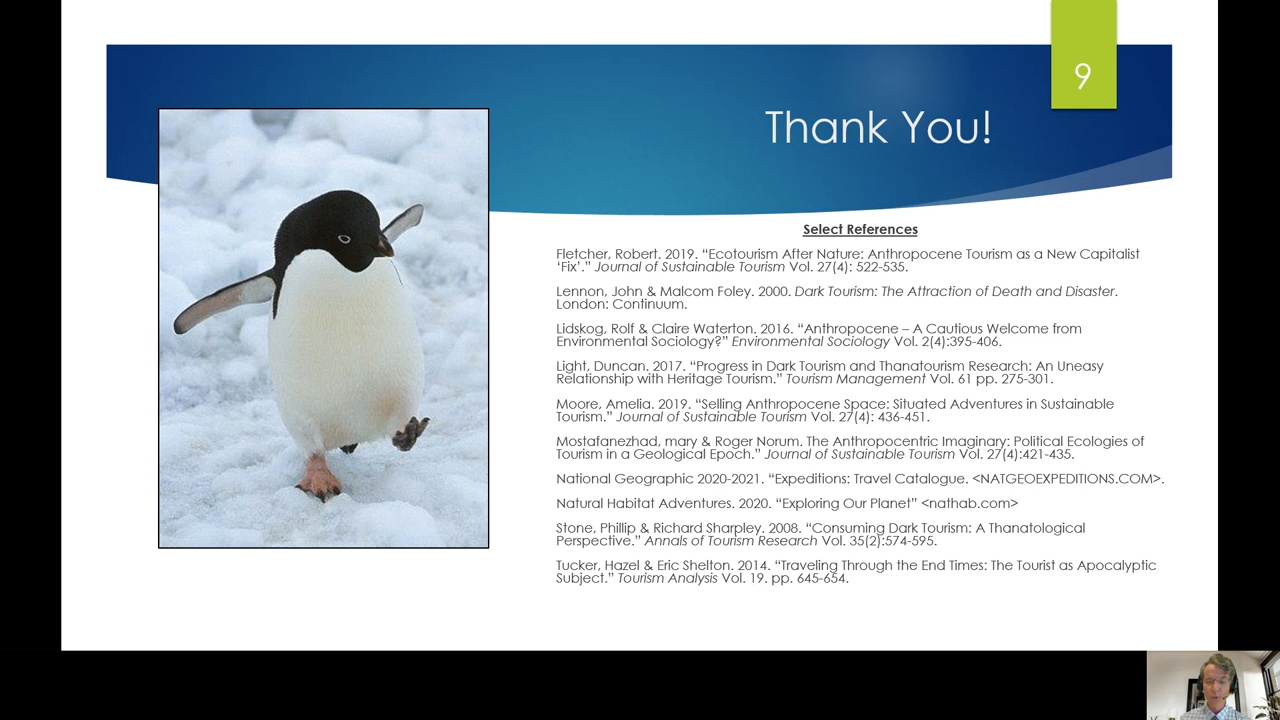 9
Thank You!
Select References
Fletcher, Robert. 2019. “Ecotourism After Nature: Anthropocene Tourism as a New Capitalist
‘Fix’.” Journal of Sustainable Tourism Vol. 27(4): 522-535.
Lennon, John & Malcom Foley. 2000. Dark Tourism: The Attraction of Death and Disaster.
London: Continuum.
Lidskog, Rolf & Claire Waterton. 2016. “Anthropocene – A Cautious Welcome from
Environmental Sociology?” Environmental Sociology Vol. 2(4):395-406.
Light, Duncan. 2017. “Progress in Dark Tourism and Thanatourism Research: An Uneasy
Relationship with Heritage Tourism.” Tourism Management Vol. 61 pp. 275-301.
Moore, Amelia. 2019. “Selling Anthropocene Space: Situated Adventures in Sustainable
Tourism.” Journal of Sustainable Tourism Vol. 27(4): 436-451.
Mostafanezhad, mary & Roger Norum. The Anthropocentric Imaginary: Political Ecologies of
Tourism in a Geological Epoch.” Journal of Sustainable Tourism Vol. 27(4):421-435.
National Geographic 2020-2021. “Expeditions: Travel Catalogue. <NATGEOEXPEDITIONS.COM>.
Natural Habitat Adventures. 2020. “Exploring Our Planet” <nathab.com>
Stone, Phillip & Richard Sharpley. 2008. “Consuming Dark Tourism: A Thanatological
Perspective.” Annals of Tourism Research Vol. 35(2):574-595.
Tucker, Hazel & Eric Shelton. 2014. “Traveling Through the End Times: The Tourist as Apocalyptic
Subject.” Tourism Analysis Vol. 19. pp. 645-654.